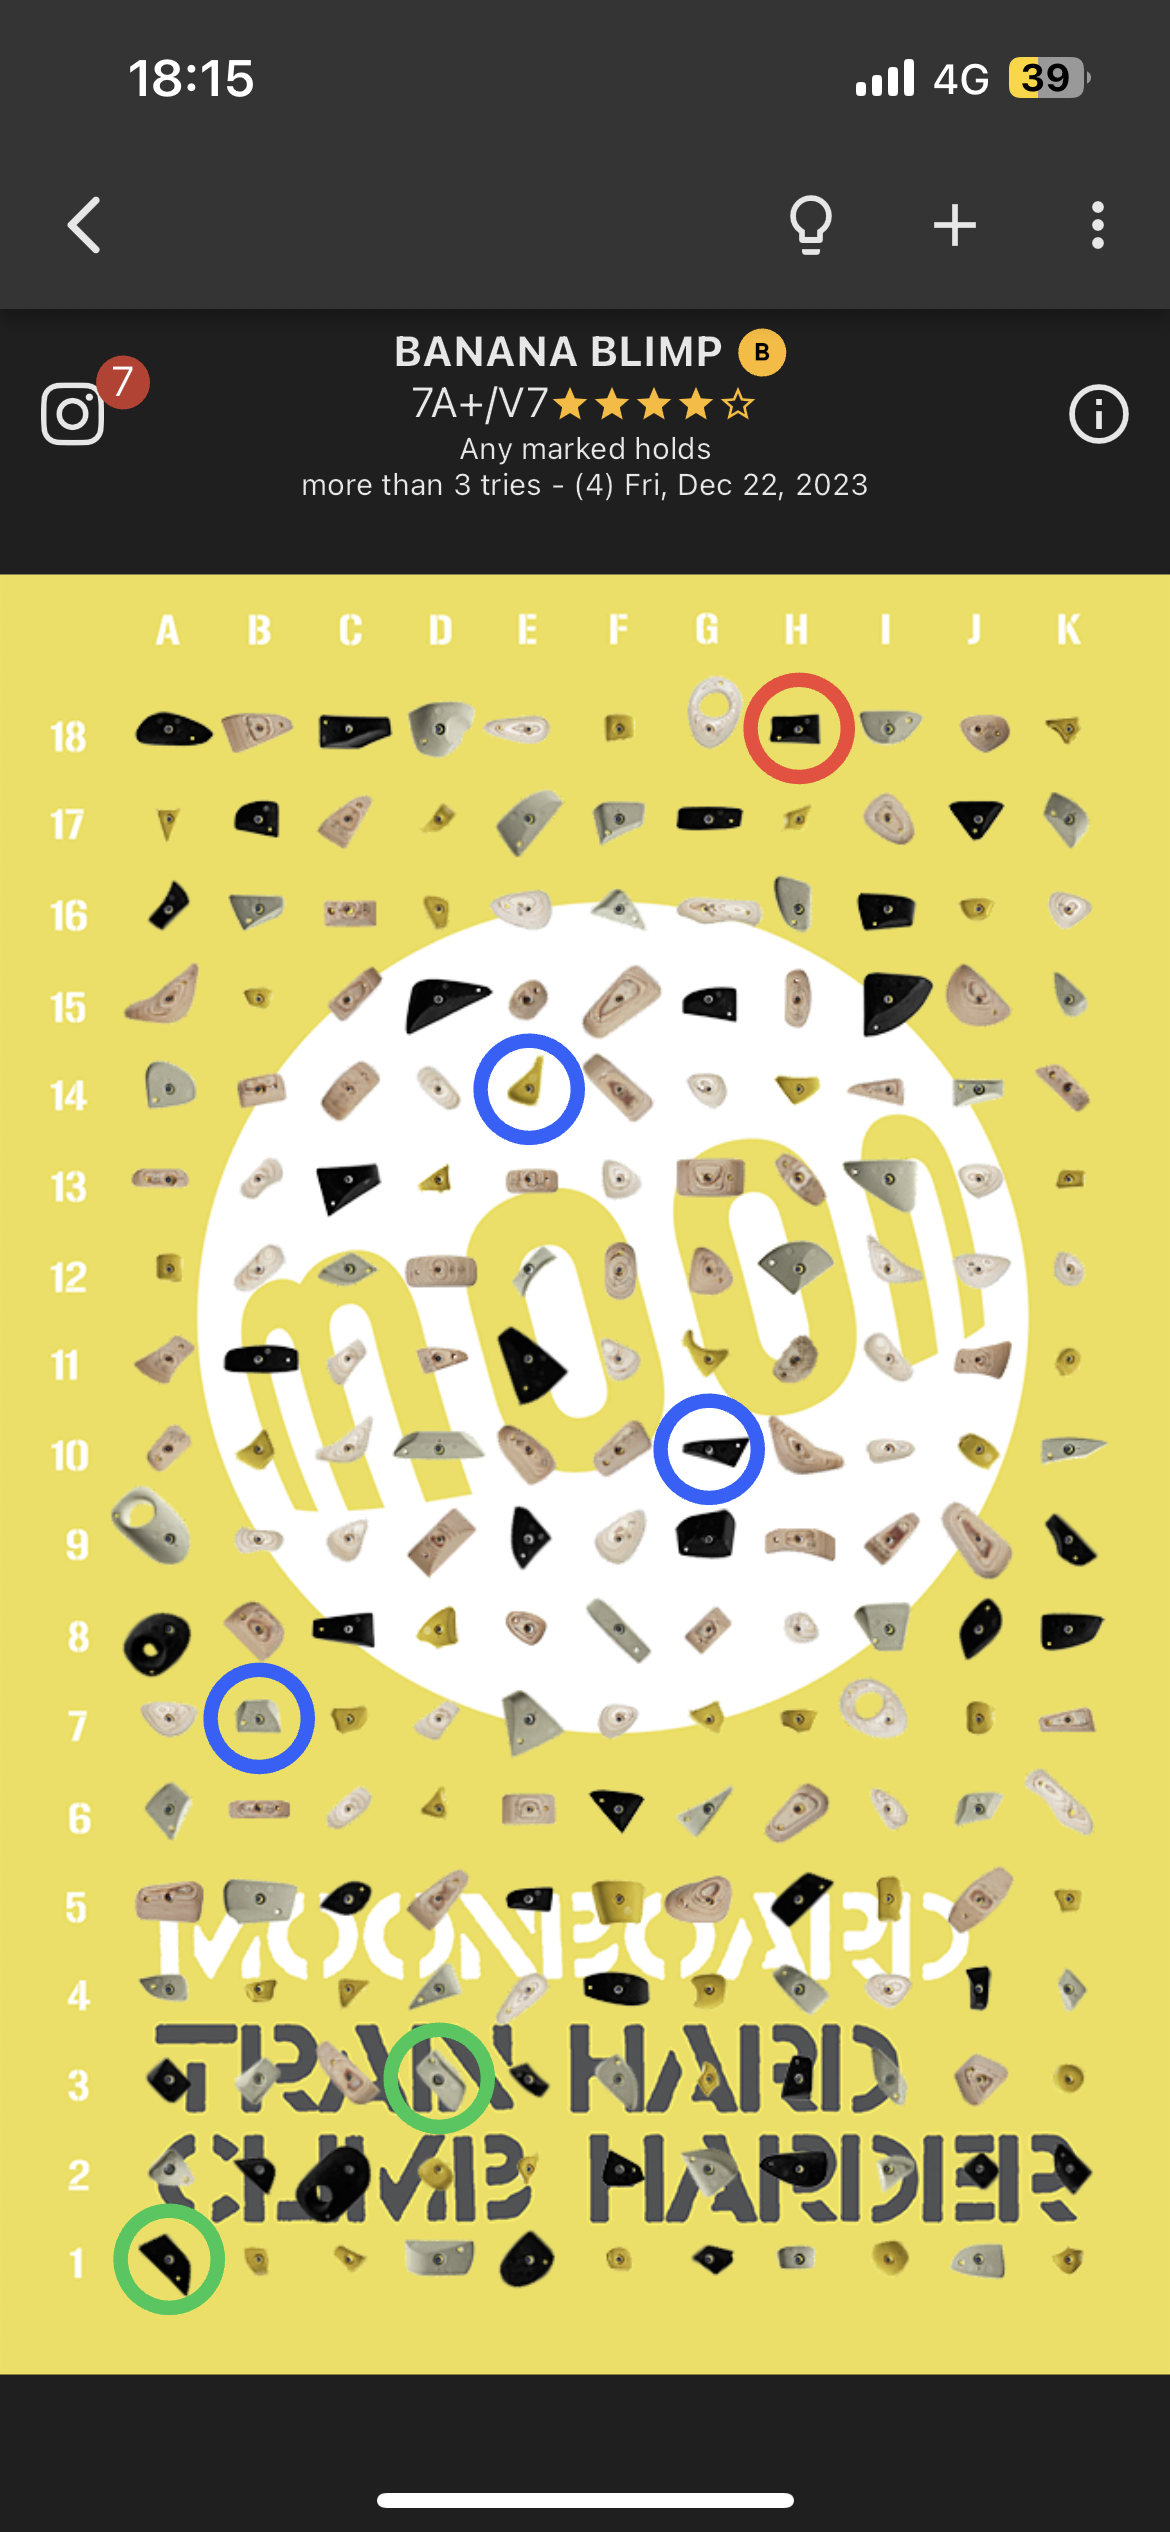 18:15 4G 39
7
BANANA BLIMP B
7A+/V7
Any marked holds
more than 3 tries - (4) Fri, Dec 22, 2023
A B C D E F G H I J K
18
17
16
15
14
13
12
11
10
9
8
7
6
5
4
3
2
1
moon
MOONBOARD
TRAIN HARD
CLIMB HARDER